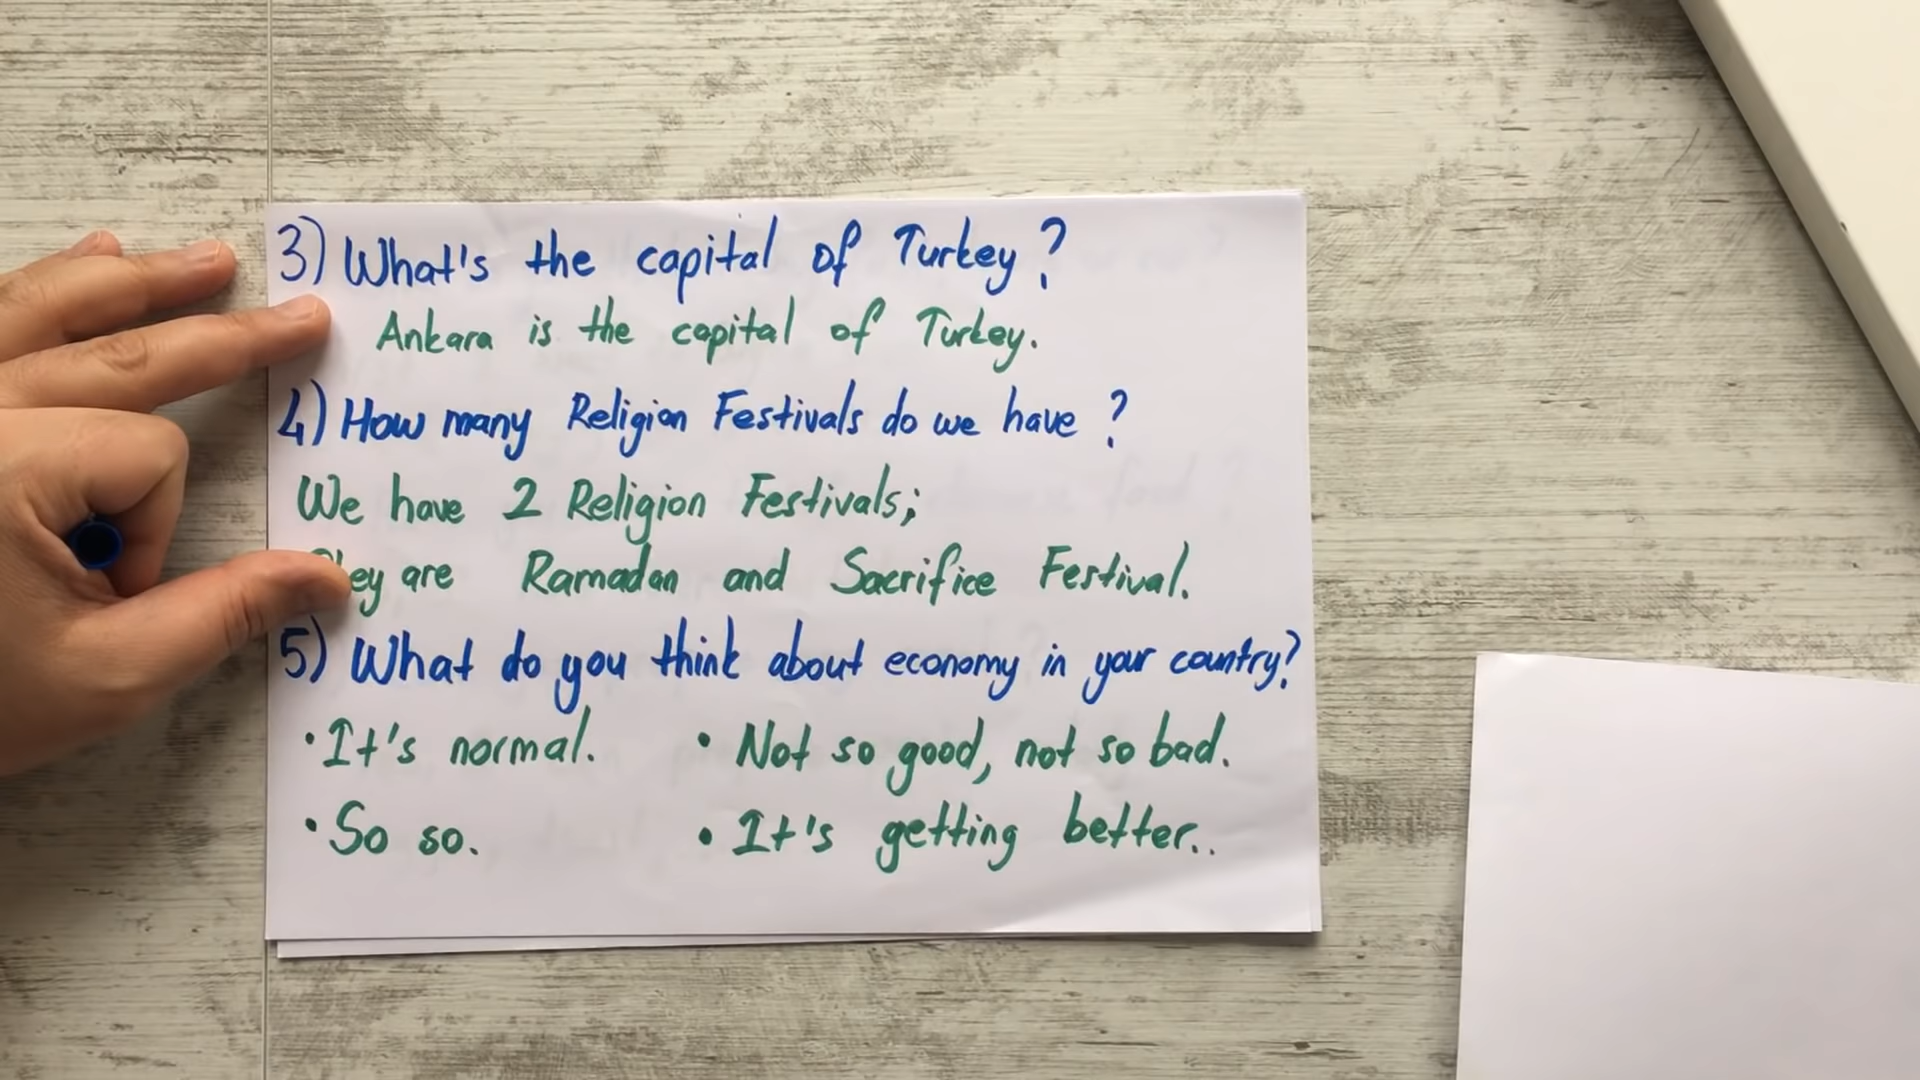 3) What's the capital of Turkey?
Ankara is the capital of Turkey.
4) How many Religion Festivals do we have?
We have 2 Religion Festivals;
are Ramadan and Sacrifice Festival.
5) What do you think about economy in your country?
• It's normal. • Not so good, not so bad.
• So so. • It's getting better..